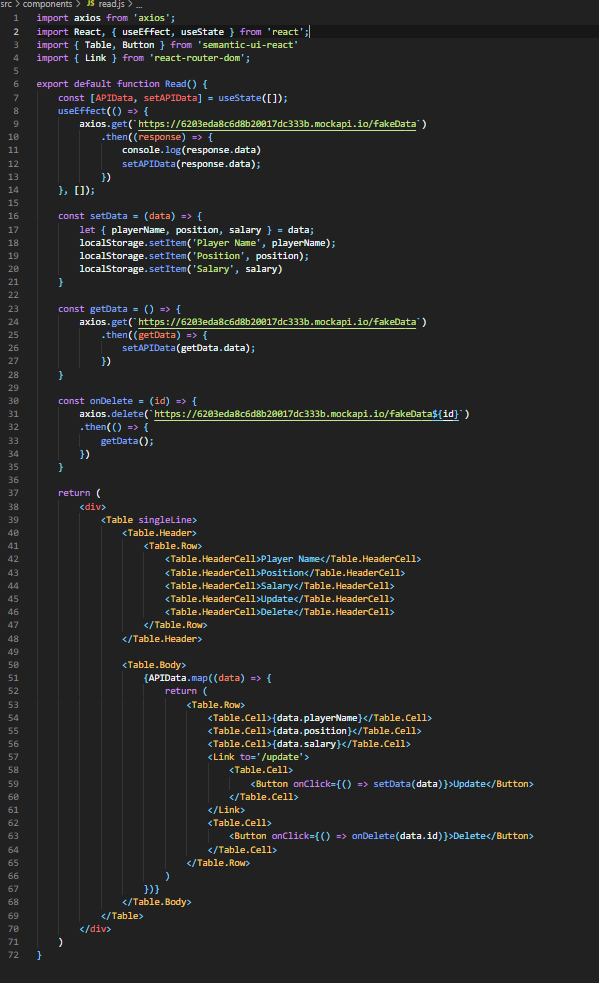 src > components > JS read.js > ...
1 import axios from 'axios';
2 import React, { useEffect, useState } from 'react';
3 import { Table, Button } from 'semantic-ui-react'
4 import { Link } from 'react-router-dom';
5
6 export default function Read() {
7     const [APIData, setAPIData] = useState([]);
8     useEffect(() => {
9         axios.get(`https://6203eda8c6d8b20017dc333b.mockapi.io/fakeData`)
10             .then((response) => {
11                 console.log(response.data)
12                 setAPIData(response.data);
13             })
14     }, []);
15
16     const setData = (data) => {
17         let { playerName, position, salary } = data;
18         localStorage.setItem('Player Name', playerName);
19         localStorage.setItem('Position', position);
20         localStorage.setItem('Salary', salary)
21     }
22
23     const getData = () => {
24         axios.get(`https://6203eda8c6d8b20017dc333b.mockapi.io/fakeData`)
25             .then((getData) => {
26                 setAPIData(getData.data);
27             })
28     }
29
30     const onDelete = (id) => {
31         axios.delete(`https://6203eda8c6d8b20017dc333b.mockapi.io/fakeData${id}`)
32         .then(() => {
33             getData();
34         })
35     }
36
37     return (
38         <div>
39             <Table singleLine>
40                 <Table.Header>
41                     <Table.Row>
42                         <Table.HeaderCell>Player Name</Table.HeaderCell>
43                         <Table.HeaderCell>Position</Table.HeaderCell>
44                         <Table.HeaderCell>Salary</Table.HeaderCell>
45                         <Table.HeaderCell>Update</Table.HeaderCell>
46                         <Table.HeaderCell>Delete</Table.HeaderCell>
47                     </Table.Row>
48                 </Table.Header>
49
50                 <Table.Body>
51                     {APIData.map((data) => {
52                         return (
53                             <Table.Row>
54                                 <Table.Cell>{data.playerName}</Table.Cell>
55                                 <Table.Cell>{data.position}</Table.Cell>
56                                 <Table.Cell>{data.salary}</Table.Cell>
57                                 <Link to='/update'>
58                                     <Table.Cell>
59                                         <Button onClick={() => setData(data)}>Update</Button>
60                                     </Table.Cell>
61                                 </Link>
62                                 <Table.Cell>
63                                     <Button onClick={() => onDelete(data.id)}>Delete</Button>
64                                 </Table.Cell>
65                             </Table.Row>
66                         )
67                     })}
68                 </Table.Body>
69             </Table>
70         </div>
71     )
72 }